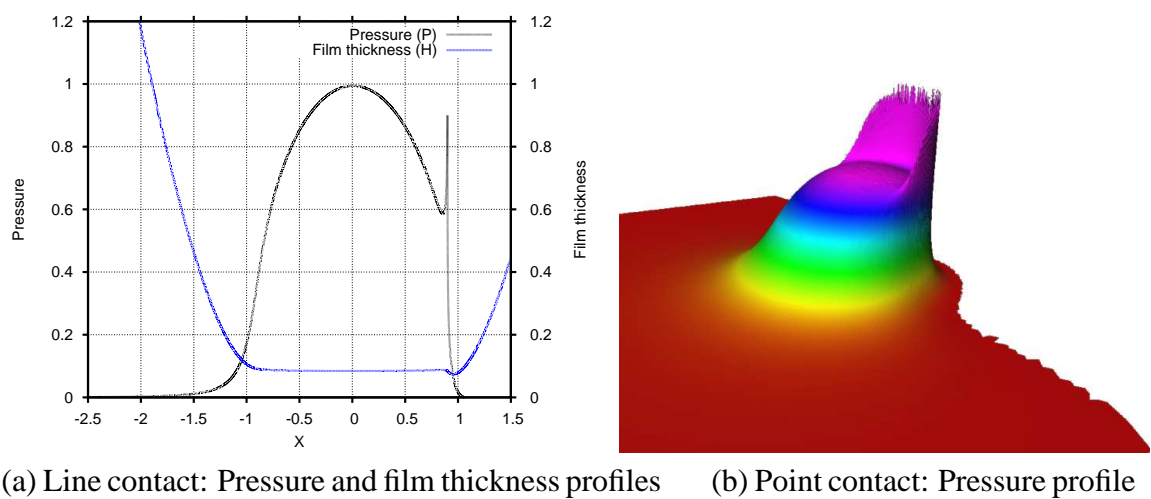 1.2
1
0.8
0.6
0.4
0.2
0
Pressure
-2.5 -2 -1.5 -1 -0.5 0 0.5 1 1.5
X
Pressure (P)
Film thickness (H)
1.2
1
0.8
0.6
0.4
0.2
0
Film thickness
(a) Line contact: Pressure and film thickness profiles
(b) Point contact: Pressure profile